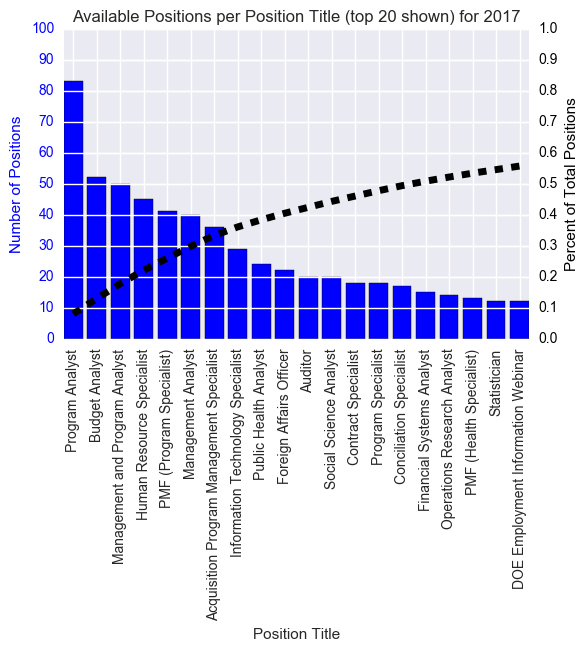 Available Positions per Position Title (top 20 shown) for 2017
Number of Positions
100
90
80
70
60
50
40
30
20
10
0
1.0
0.9
0.8
0.7
0.6
0.5
0.4
0.3
0.2
0.1
0.0
Percent of Total Positions
Program Analyst
Budget Analyst
Management and Program Analyst
Human Resource Specialist
PMF (Program Specialist)
Management Analyst
Acquisition Program Management Specialist
Information Technology Specialist
Public Health Analyst
Foreign Affairs Officer
Auditor
Social Science Analyst
Contract Specialist
Program Specialist
Conciliation Specialist
Financial Systems Analyst
Operations Research Analyst
PMF (Health Specialist)
Statistician
DOE Employment Information Webinar
Position Title